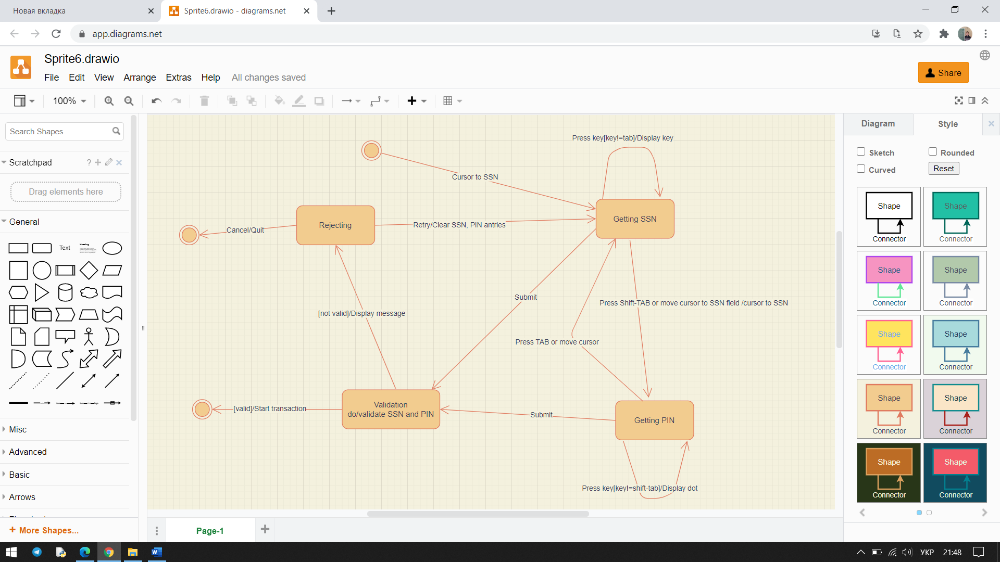 Новая вкладка
Sprite6.drawio - diagrams.net
app.diagrams.net
Sprite6.drawio
File Edit View Arrange Extras Help All changes saved
Share
100%
Search Shapes
Scratchpad
?
Drag elements here
General
Text
Heading
Misc
Advanced
Basic
Arrows
+ More Shapes...
Press key[key!=tab]/Display key
Cursor to SSN
Getting SSN
Rejecting
Cancel/Quit
Retry/Clear SSN, PIN antries
Submit
Press Shift-TAB or move cursor to SSN field /cursor to SSN
[not valid]/Display message
Press TAB or move cursor
Validation
do/validate SSN and PIN
[valid]/Start transaction
Submit
Getting PIN
Press key[key!=shift-tab]/Display dot
Page-1
Diagram
Style
Sketch
Rounded
Curved
Reset
Shape
Connector
Shape
Connector
Shape
Connector
Shape
Connector
Shape
Connector
Shape
Connector
Shape
Connector
Shape
Connector
Shape
Connector
Shape
Connector
УКР
21:48